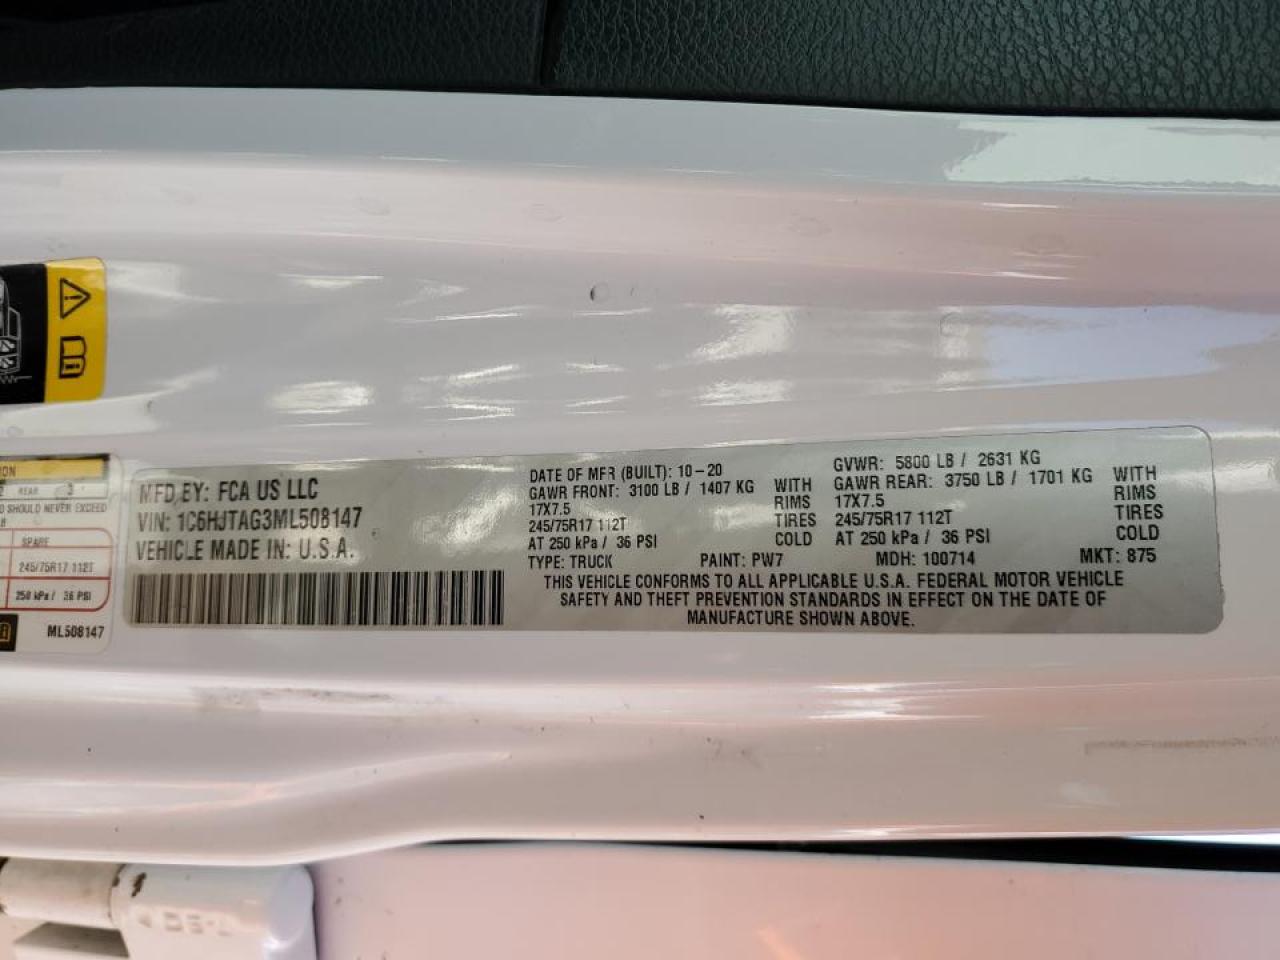 MFD BY: FCA US LLC
VIN: 1C6HJTAG3ML508147
VEHICLE MADE IN: U.S.A.
DATE OF MFR (BUILT): 10-20
GAWR FRONT: 3100 LB / 1407 KG WITH
17X7.5 RIMS
245/75R17 112T TIRES
AT 250 kPa / 36 PSI COLD
GVWR: 5800 LB / 2631 KG
GAWR REAR: 3750 LB / 1701 KG WITH
17X7.5 RIMS
245/75R17 112T TIRES
AT 250 kPa / 36 PSI COLD
TYPE: TRUCK PAINT: PW7 MDH: 100714 MKT: 875
THIS VEHICLE CONFORMS TO ALL APPLICABLE U.S.A. FEDERAL MOTOR VEHICLE
SAFETY AND THEFT PREVENTION STANDARDS IN EFFECT ON THE DATE OF
MANUFACTURE SHOWN ABOVE.
REAR 3
SHOULD NEVER EXCEED
SPARE
245/75R17 112T
250 kPa / 36 PSI
ML508147